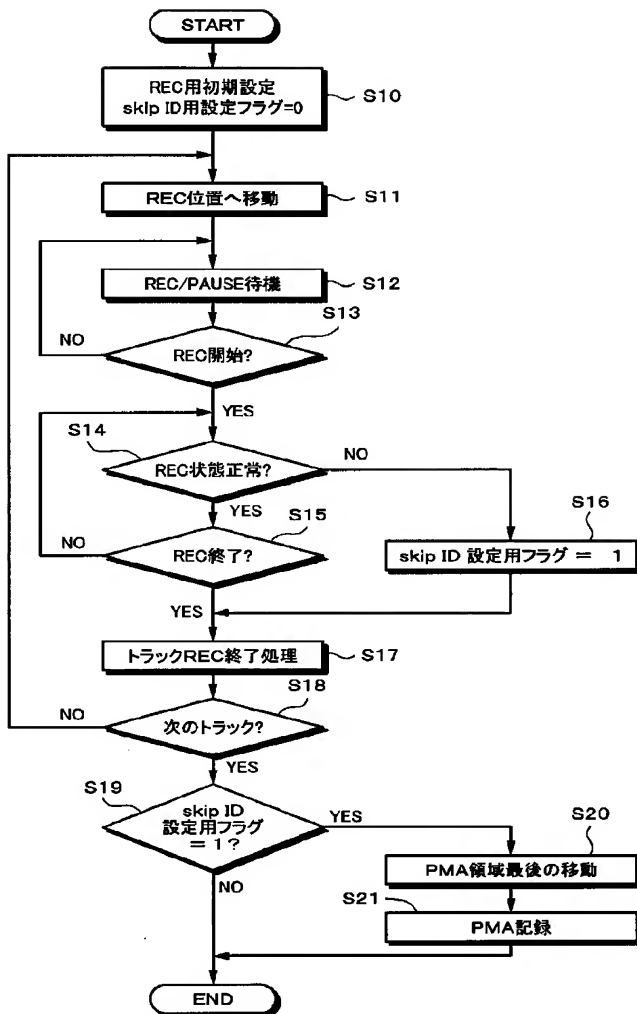 START
REC用初期設定
skip ID用設定フラグ=0
S10
REC位置へ移動
S11
REC/PAUSE待機
S12
S13
NO
REC開始?
YES
S14
REC状態正常?
NO
YES
S15
S16
NO
REC終了?
skip ID 設定用フラグ = 1
YES
トラックREC終了処理
S17
S18
NO
次のトラック?
YES
S19
skip ID
設定用フラグ
= 1?
YES
S20
NO
PMA領域最後の移動
S21
PMA記録
END